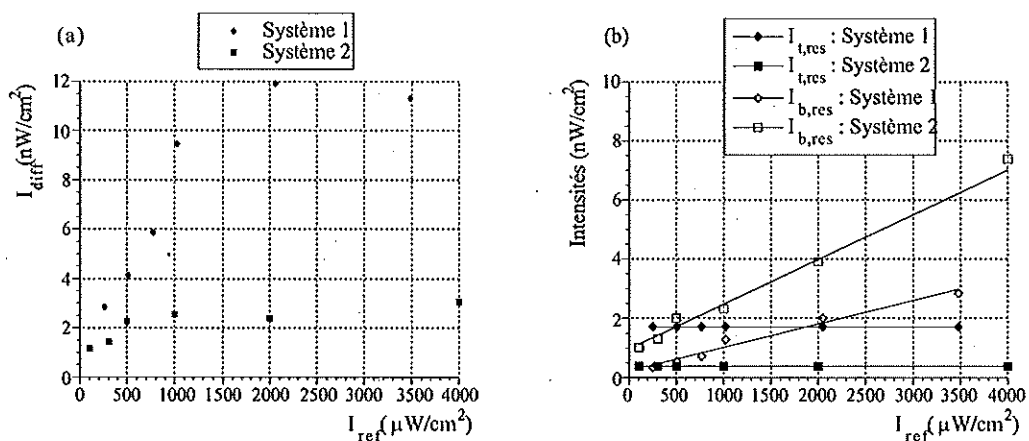 (a)
Système 1
Système 2
12
10
8
6
4
2
0
I_diff (nW/cm²)
0 500 1000 1500 2000 2500 3000 3500 4000
I_ref (µW/cm²)
(b)
I_t,res : Système 1
I_t,res : Système 2
I_b,res : Système 1
I_b,res : Système 2
10
8
6
4
2
0
Intensités (nW/cm²)
0 500 1000 1500 2000 2500 3000 3500 4000
I_ref (µW/cm²)